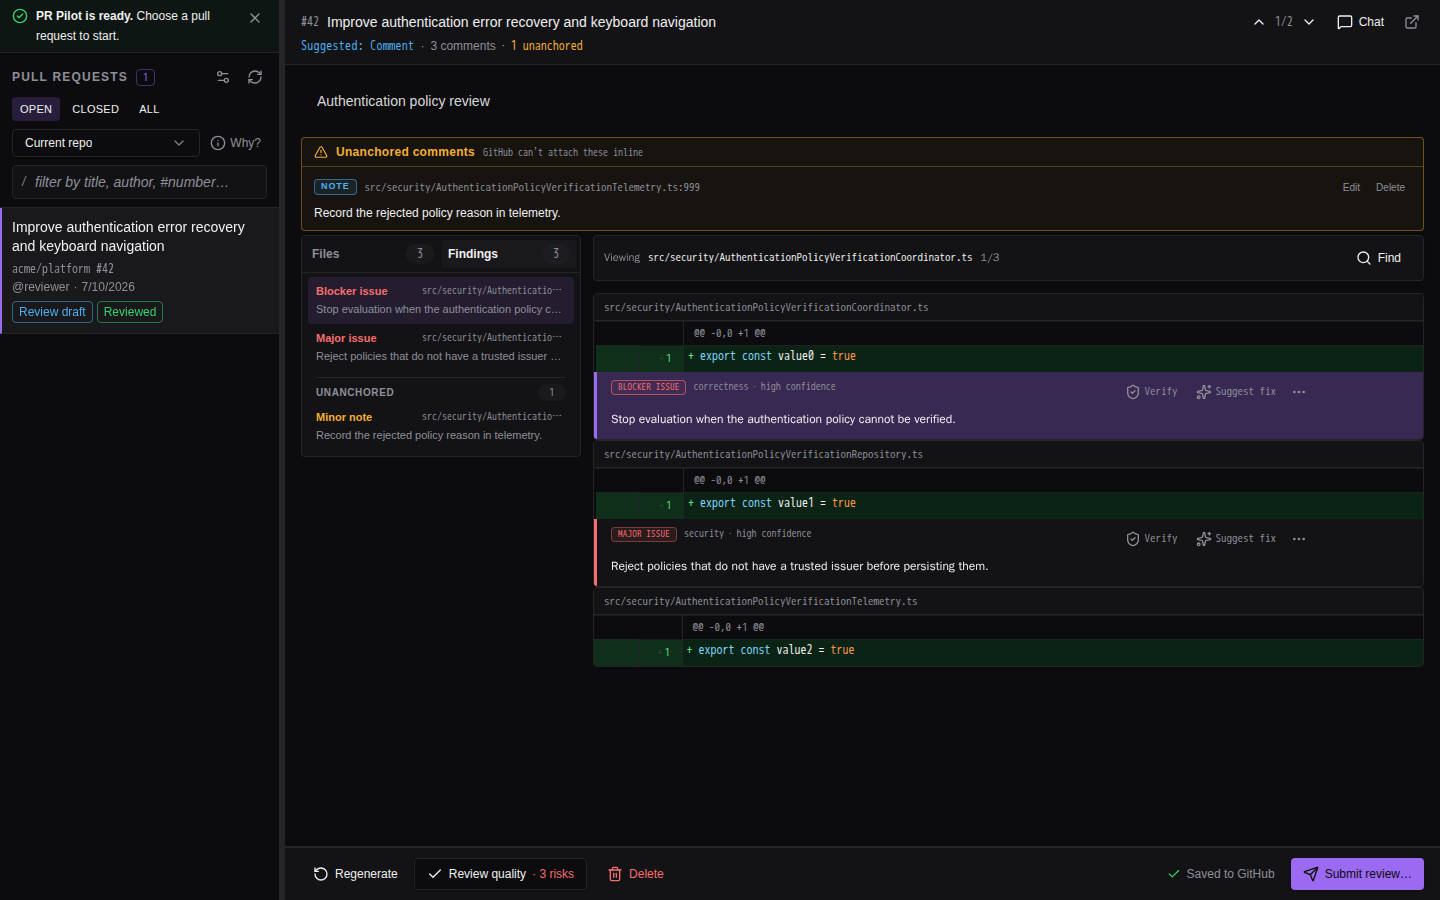 PR Pilot is ready. Choose a pull
request to start.
PULL REQUESTS 1
OPEN CLOSED ALL
Current repo
Why?
/ filter by title, author, #number…
Improve authentication error recovery
and keyboard navigation
acme/platform #42
@reviewer · 7/10/2026
Review draft Reviewed
#42 Improve authentication error recovery and keyboard navigation
1/2
Chat
Suggested: Comment · 3 comments · 1 unanchored
Authentication policy review
Unanchored comments GitHub can't attach these inline
NOTE src/security/AuthenticationPolicyVerificationTelemetry.ts:999
Edit Delete
Record the rejected policy reason in telemetry.
Files 3 Findings 3
Blocker issue src/security/Authenticatio…
Stop evaluation when the authentication policy c…
Major issue src/security/Authenticatio…
Reject policies that do not have a trusted issuer …
UNANCHORED 1
Minor note src/security/Authenticatio…
Record the rejected policy reason in telemetry.
Viewing src/security/AuthenticationPolicyVerificationCoordinator.ts 1/3
Find
src/security/AuthenticationPolicyVerificationCoordinator.ts
@@ -0,0 +1 @@
1 + export const value0 = true
BLOCKER ISSUE correctness · high confidence
Verify Suggest fix ···
Stop evaluation when the authentication policy cannot be verified.
src/security/AuthenticationPolicyVerificationRepository.ts
@@ -0,0 +1 @@
1 + export const value1 = true
MAJOR ISSUE security · high confidence
Verify Suggest fix ···
Reject policies that do not have a trusted issuer before persisting them.
src/security/AuthenticationPolicyVerificationTelemetry.ts
@@ -0,0 +1 @@
1 + export const value2 = true
Regenerate
Review quality · 3 risks
Delete
Saved to GitHub
Submit review…